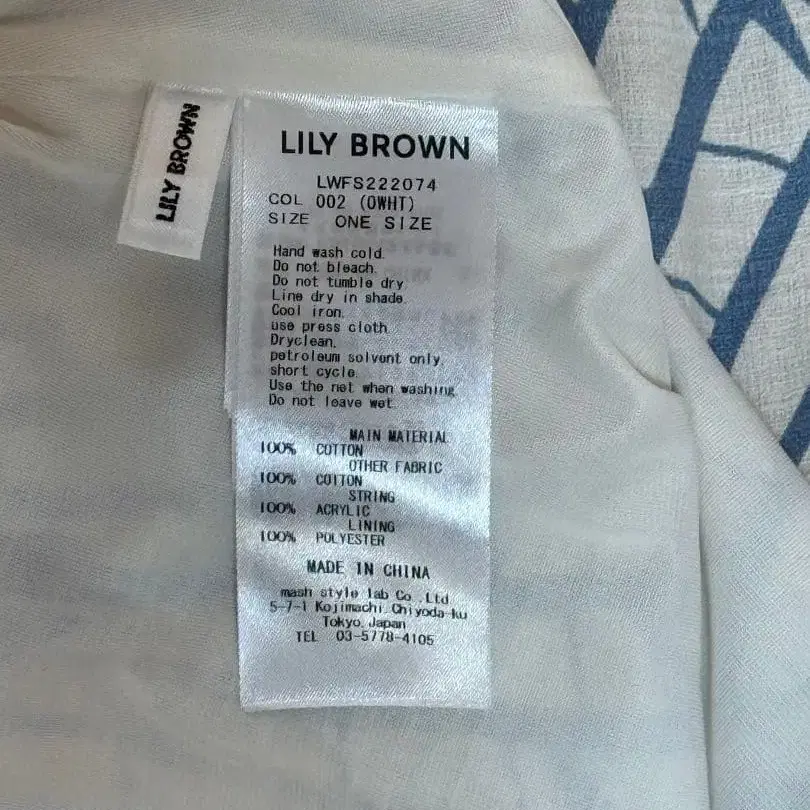 LILY BROWN
LILY BROWN
LWFS222074
COL 002 (OWHT)
SIZE ONE SIZE
Hand wash cold.
Do not bleach.
Do not tumble dry.
Line dry in shade.
Cool iron.
use press cloth
Dryclean.
petroleum solvent only.
short cycle.
Use the net when washing.
Do not leave wet.
MAIN MATERIAL
100% COTTON
OTHER FABRIC
100% COTTON
STRING
100% ACRYLIC
LINING
100% POLYESTER
MADE IN CHINA
mash style lab Co.,Ltd
5-7-1 Kojimachi, Chiyoda-ku
Tokyo, Japan
TEL 03-5778-4105